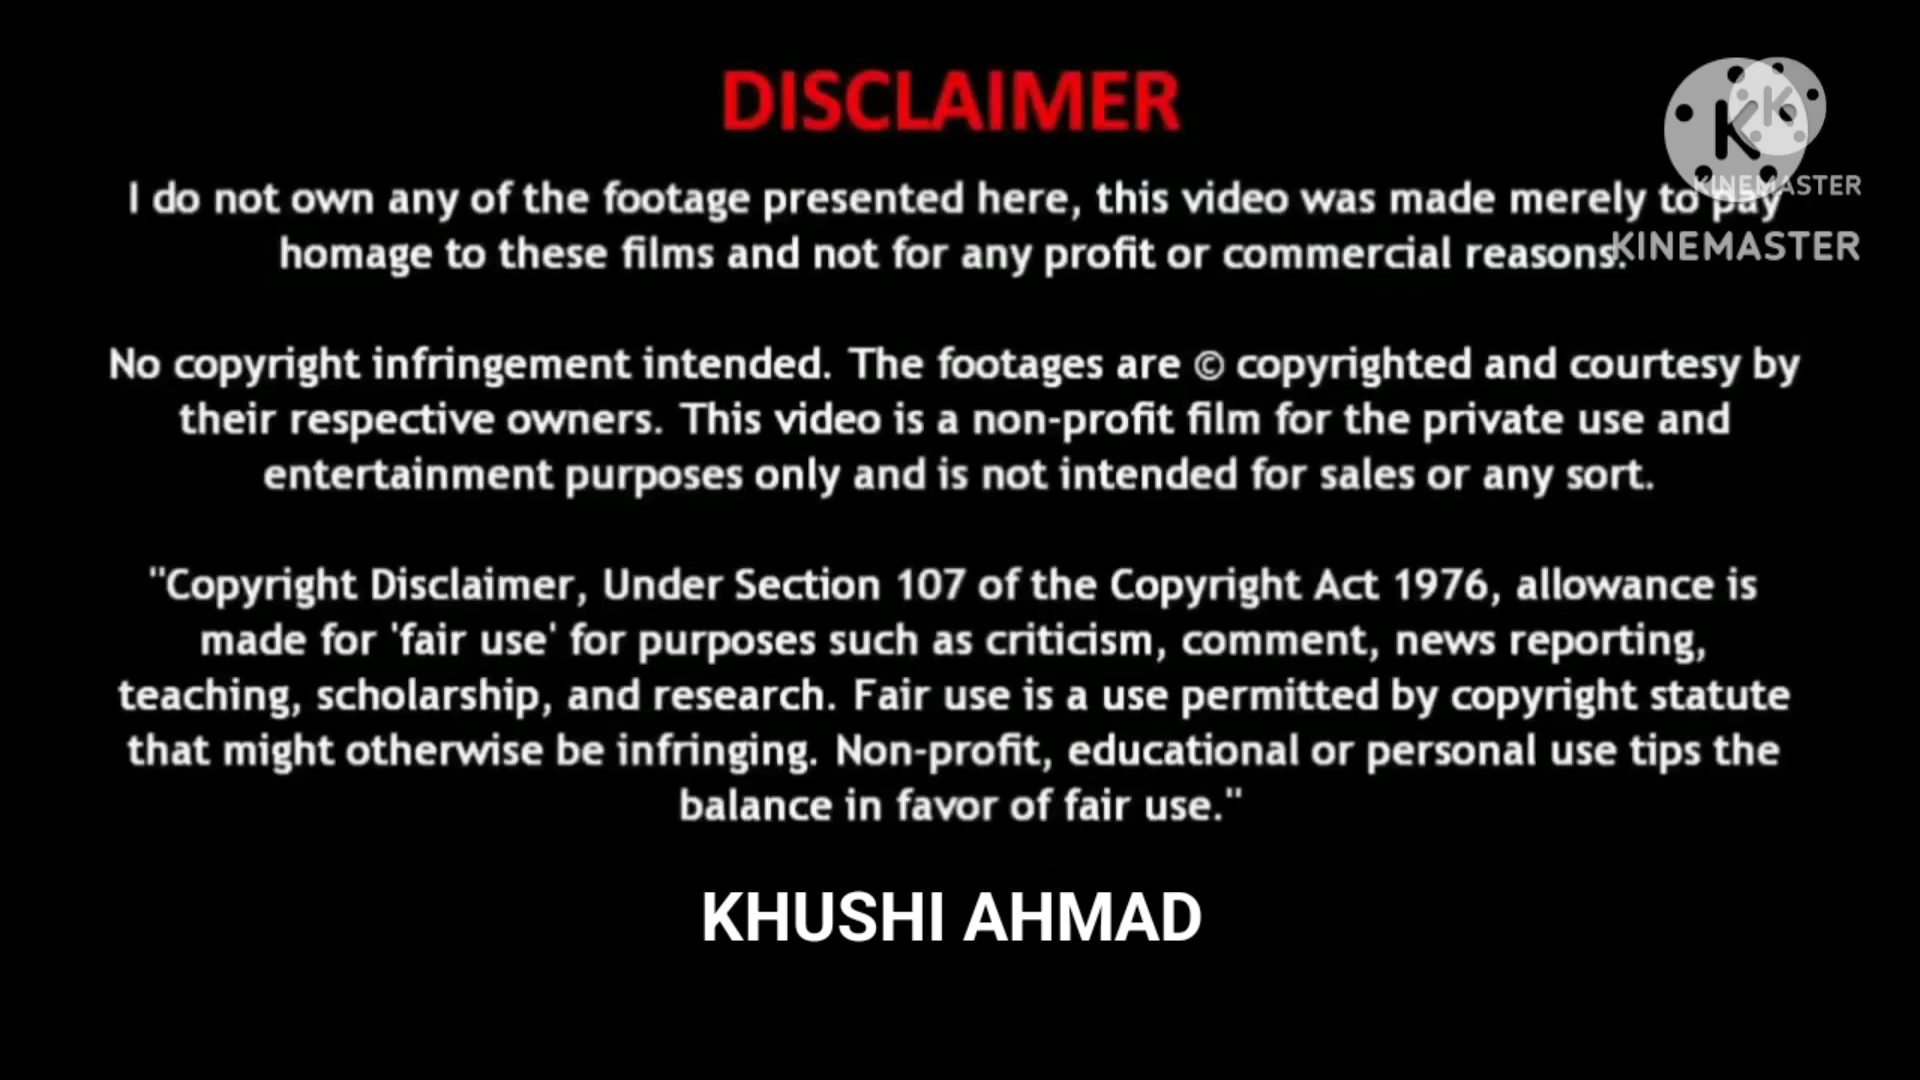 DISCLAIMER
I do not own any of the footage presented here, this video was made merely to pay
homage to these films and not for any profit or commercial reasons.
KINEMASTER
KINEMASTER
No copyright infringement intended. The footages are © copyrighted and courtesy by
their respective owners. This video is a non-profit film for the private use and
entertainment purposes only and is not intended for sales or any sort.
"Copyright Disclaimer, Under Section 107 of the Copyright Act 1976, allowance is
made for 'fair use' for purposes such as criticism, comment, news reporting,
teaching, scholarship, and research. Fair use is a use permitted by copyright statute
that might otherwise be infringing. Non-profit, educational or personal use tips the
balance in favor of fair use."
KHUSHI AHMAD